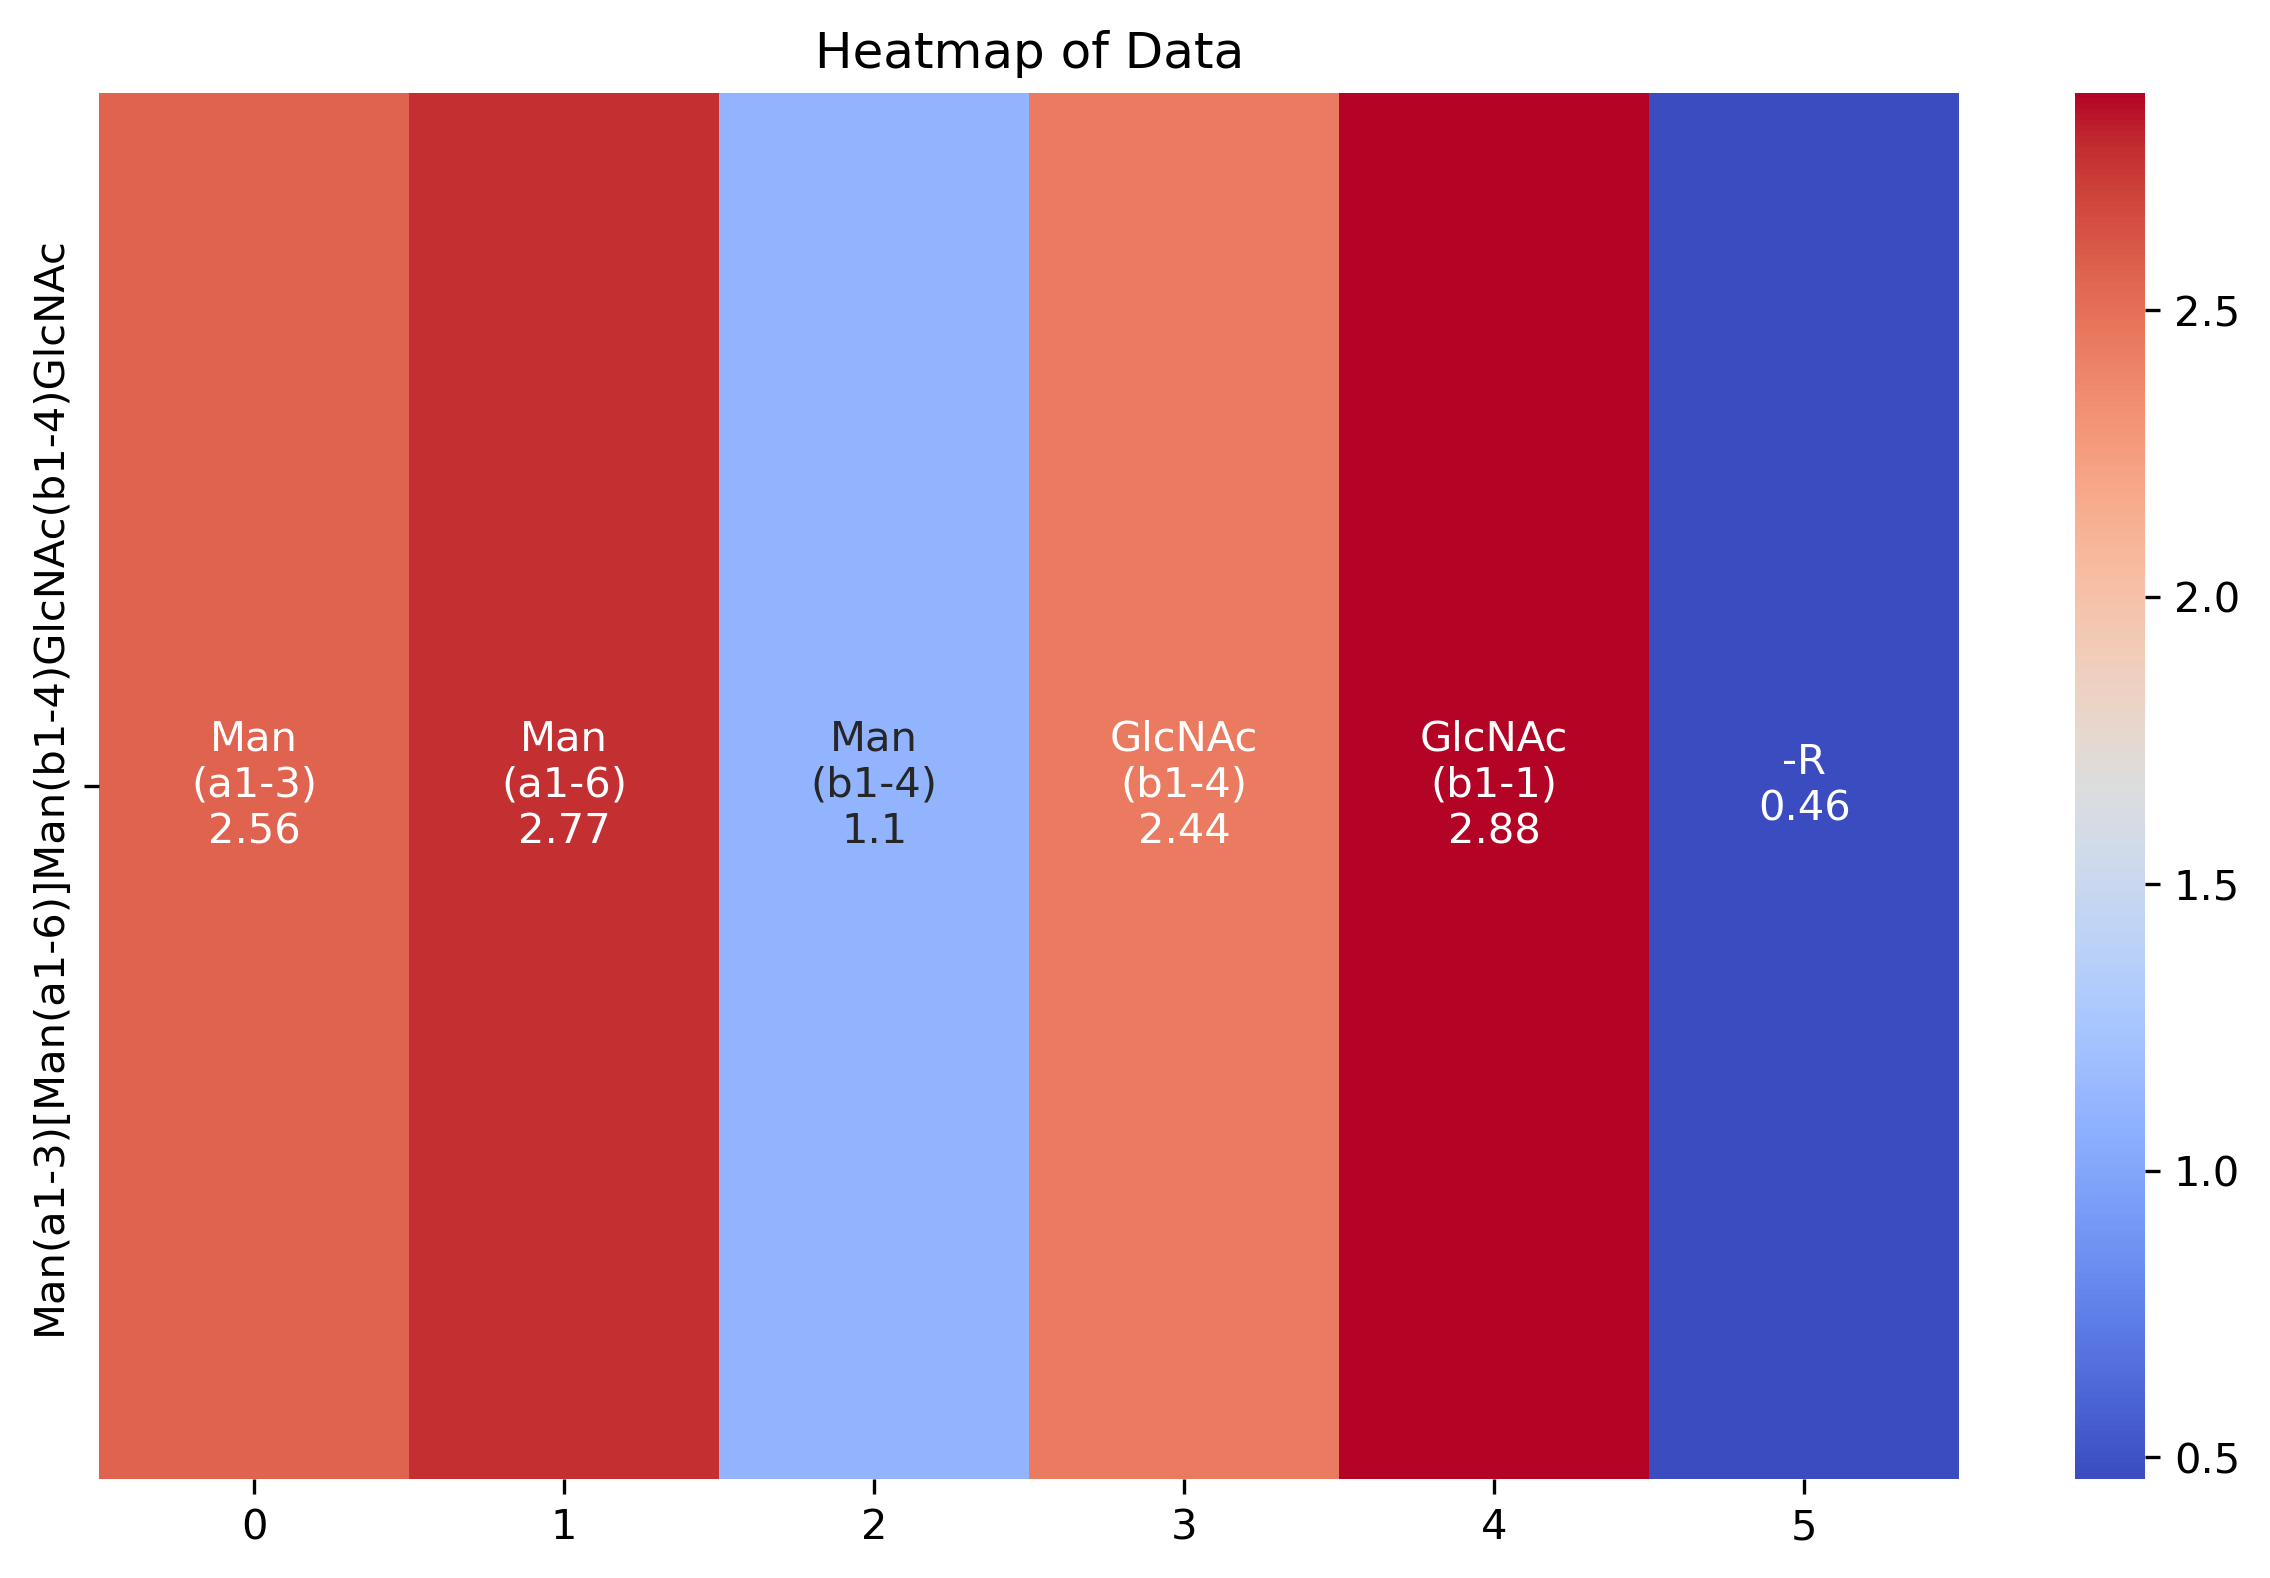 Heatmap of Data
Man(a1-3)[Man(a1-6)]Man(b1-4)GlcNAc(b1-4)GlcNAc
Man
(a1-3)
2.56
Man
(a1-6)
2.77
Man
(b1-4)
1.1
GlcNAc
(b1-4)
2.44
GlcNAc
(b1-1)
2.88
-R
0.46
0
1
2
3
4
5
2.5
2.0
1.5
1.0
0.5